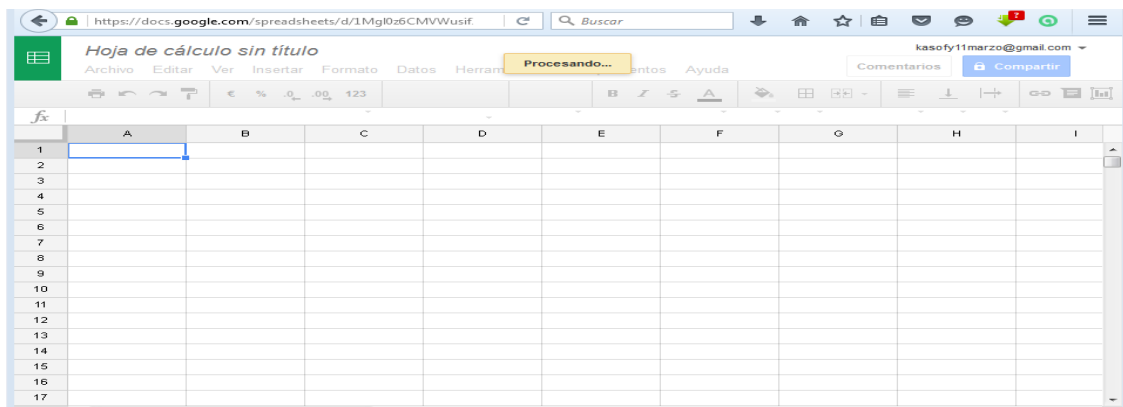 https://docs.google.com/spreadsheets/d/1MgI0z6CMVWusif. Buscar
Hoja de cálculo sin título kasofy11marzo@gmail.com
Procesando...
Archivo Editar Ver Insertar Formato Datos Herram entos Ayuda Comentarios Compartir
€ % .0 .00 123 B I S A
fx
A B C D E F G H I
1
2
3
4
5
6
7
8
9
10
11
12
13
14
15
16
17